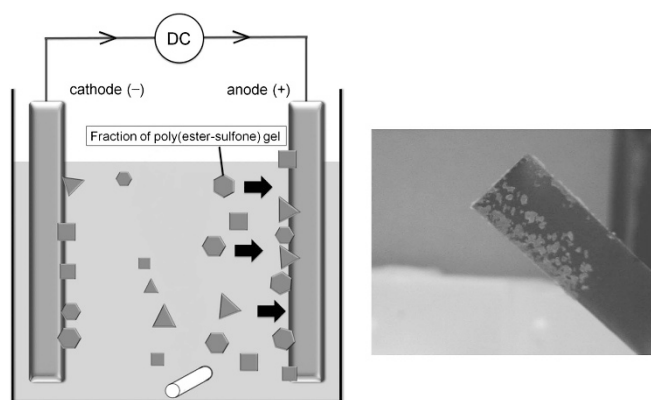 DC
cathode (−)
anode (+)
Fraction of poly(ester-sulfone) gel